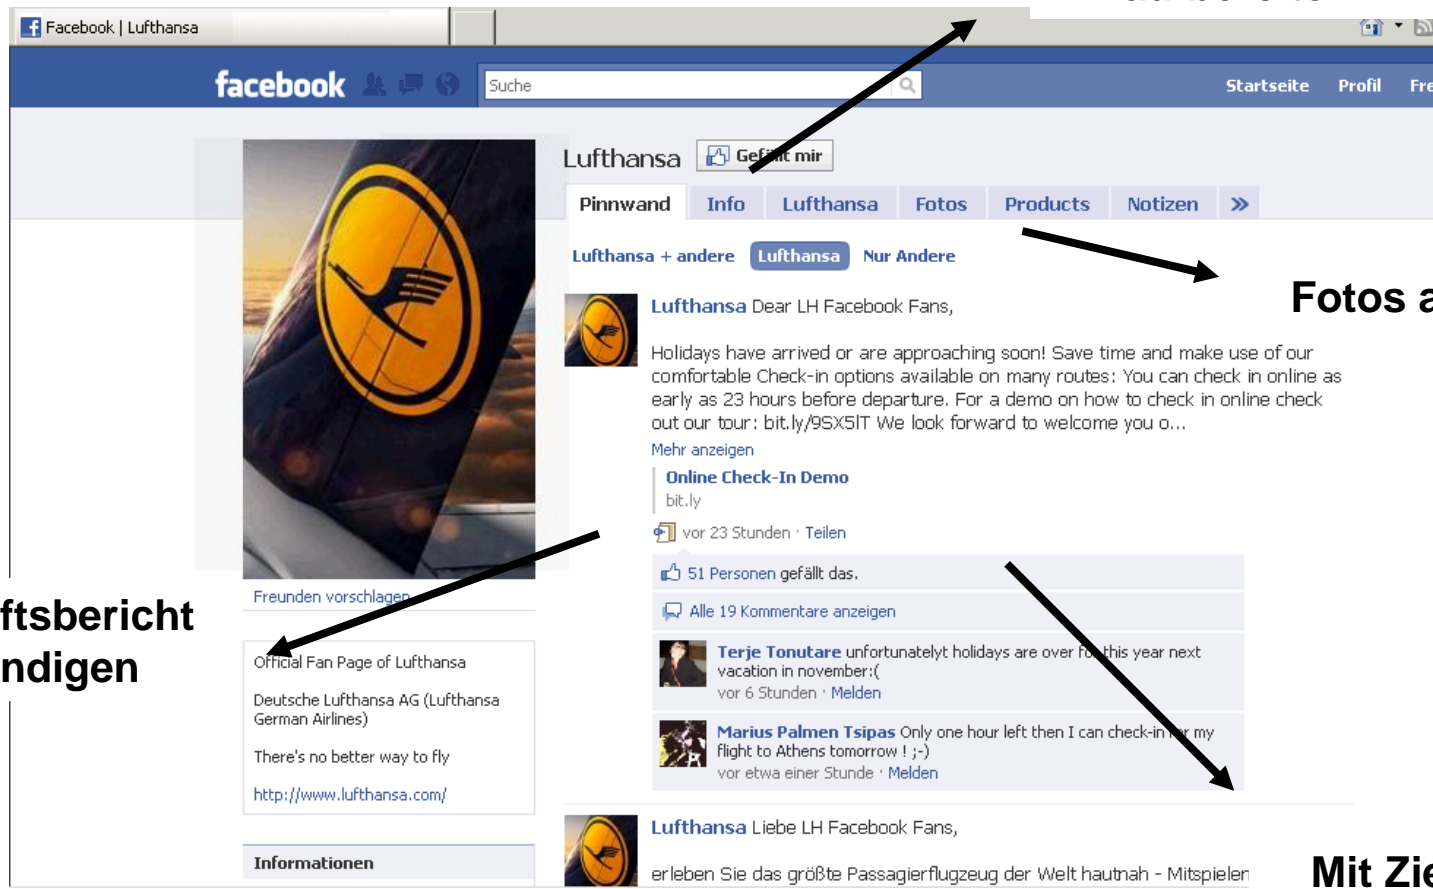 Facebook | Lufthansa
facebook
Suche
Startseite Profil
Lufthansa
Gefällt mir
Pinnwand Info Lufthansa Fotos Products Notizen »
Lufthansa + andere Lufthansa Nur Andere
Fotos
Lufthansa Dear LH Facebook Fans,
Holidays have arrived or are approaching soon! Save time and make use of our
comfortable Check-in options available on many routes: You can check in online as
early as 23 hours before departure. For a demo on how to check in online check
out our tour: bit.ly/9SX5lT We look forward to welcome you o...
Mehr anzeigen
Online Check-In Demo
bit.ly
vor 23 Stunden · Teilen
51 Personen gefällt das.
Alle 19 Kommentare anzeigen
Terje Tonutare unfortunatelyt holidays are over for this year next
vacation in november:(
vor 6 Stunden · Melden
Marius Palmen Tsipas Only one hour left then I can check-in for my
flight to Athens tomorrow ! ;-)
vor etwa einer Stunde · Melden
Lufthansa Liebe LH Facebook Fans,
erleben Sie das größte Passagierflugzeug der Welt hautnah - Mitspielen
Freunden vorschlagen
ftsbericht
ndigen
Official Fan Page of Lufthansa
Deutsche Lufthansa AG (Lufthansa
German Airlines)
There's no better way to fly
http://www.lufthansa.com/
Informationen
Mit